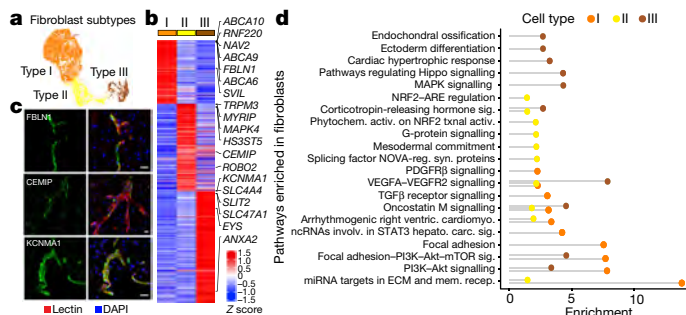 a Fibroblast subtypes
Type I
Type II
Type III
b I II III
ABCA10
RNF220
NAV2
ABCA9
FBLN1
ABCA6
SVIL
TRPM3
MYRIP
MAPK4
HS3ST5
CEMIP
ROBO2
KCNMA1
SLC4A4
SLIT2
SLC47A1
EYS
ANXA2
1.5
1.0
0.5
0
−0.5
−1.0
−1.5
Z score
c
FBLN1
CEMIP
KCNMA1
Lectin DAPI
d
Cell type I II III
Pathways enriched in fibroblasts
Endochondral ossification
Ectoderm differentiation
Cardiac hypertrophic response
Pathways regulating Hippo signalling
MAPK signalling
NRF2–ARE regulation
Corticotropin-releasing hormone sig.
Phytochem. activ. on NRF2 txnal activ.
G-protein signalling
Mesodermal commitment
Splicing factor NOVA-reg. syn. proteins
PDGFRβ signalling
VEGFA–VEGFR2 signalling
TGFβ receptor signalling
Oncostatin M signalling
Arrhythmogenic right ventric. cardiomyo.
ncRNAs involv. in STAT3 hepato. carc. sig.
Focal adhesion
Focal adhesion–PI3K–Akt–mTOR sig.
PI3K–Akt signalling
miRNA targets in ECM and mem. recep.
0 5 10
Enrichment